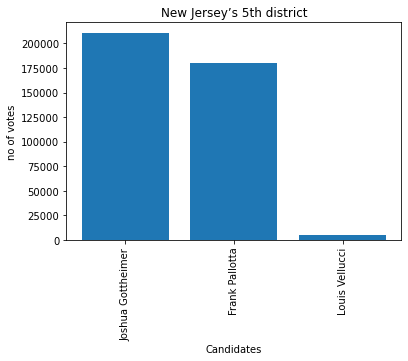 New Jersey’s 5th district
no of votes
200000
175000
150000
125000
100000
75000
50000
25000
0
Joshua Gottheimer
Frank Pallotta
Louis Vellucci
Candidates